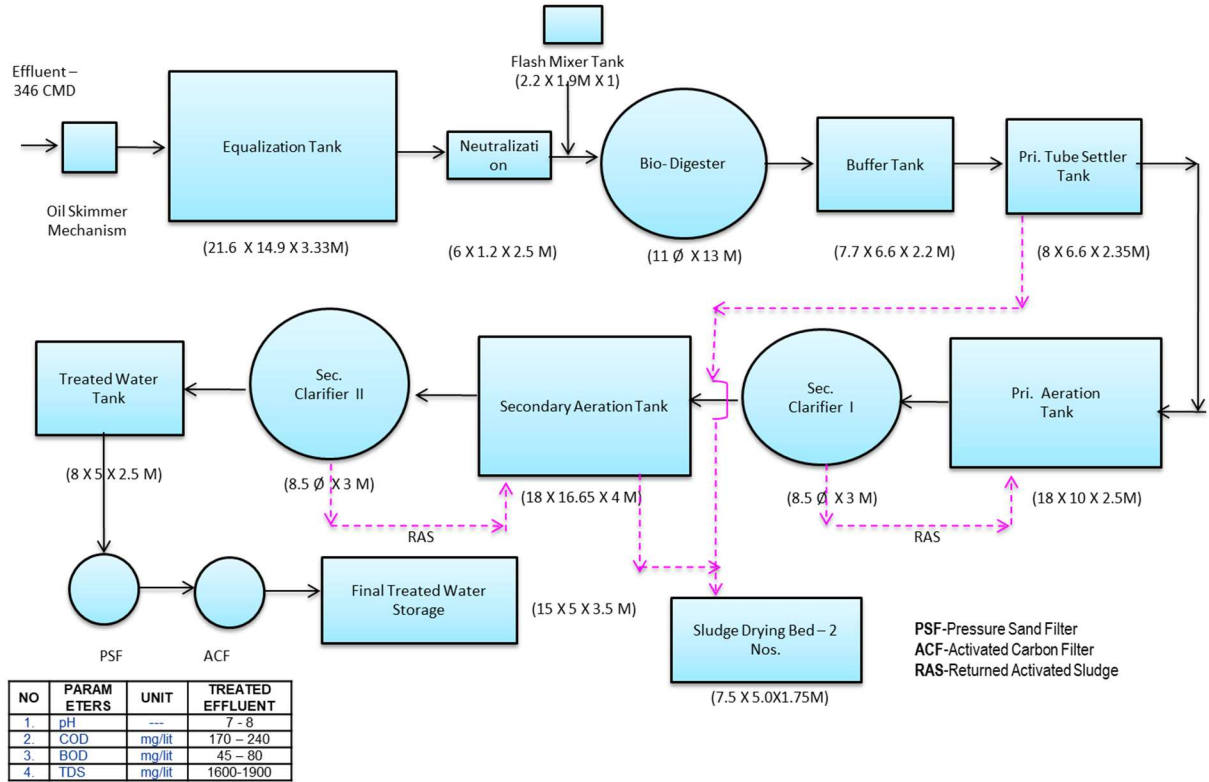 Flash Mixer Tank
(2.2 X 1.9M X 1)
Effluent –
346 CMD
Oil Skimmer
Mechanism
Equalization Tank
(21.6 X 14.9 X 3.33M)
Neutralizati
on
(6 X 1.2 X 2.5 M)
Bio- Digester
(11 Ø X 13 M)
Buffer Tank
(7.7 X 6.6 X 2.2 M)
Pri. Tube Settler
Tank
(8 X 6.6 X 2.35M)
Treated Water
Tank
(8 X 5 X 2.5 M)
Sec.
Clarifier II
(8.5 Ø X 3 M)
RAS
Secondary Aeration Tank
(18 X 16.65 X 4 M)
Sec.
Clarifier I
(8.5 Ø X 3 M)
RAS
Pri. Aeration
Tank
(18 X 10 X 2.5M)
PSF
ACF
Final Treated Water
Storage
(15 X 5 X 3.5 M)
Sludge Drying Bed – 2
Nos.
(7.5 X 5.0X1.75M)
PSF-Pressure Sand Filter
ACF-Activated Carbon Filter
RAS-Returned Activated Sludge
NO PARAM ETERS UNIT TREATED EFFLUENT
1. pH --- 7 - 8
2. COD mg/lit 170 – 240
3. BOD mg/lit 45 – 80
4. TDS mg/lit 1600-1900